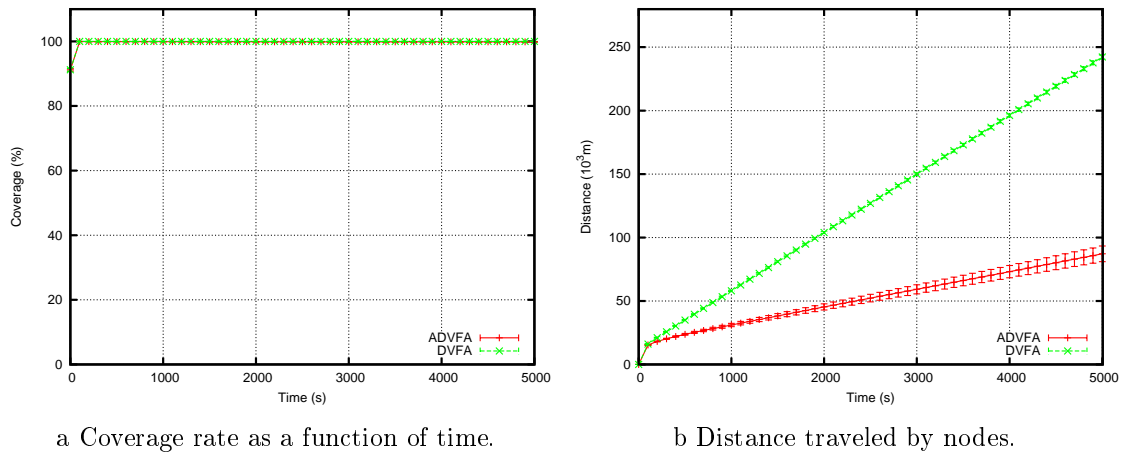 100
80
60
40
20
0
Coverage (%)
0 1000 2000 3000 4000 5000
Time (s)
ADVFA
DVFA
a Coverage rate as a function of time.
250
200
150
100
50
0
Distance (10³m)
0 1000 2000 3000 4000 5000
Time (s)
ADVFA
DVFA
b Distance traveled by nodes.